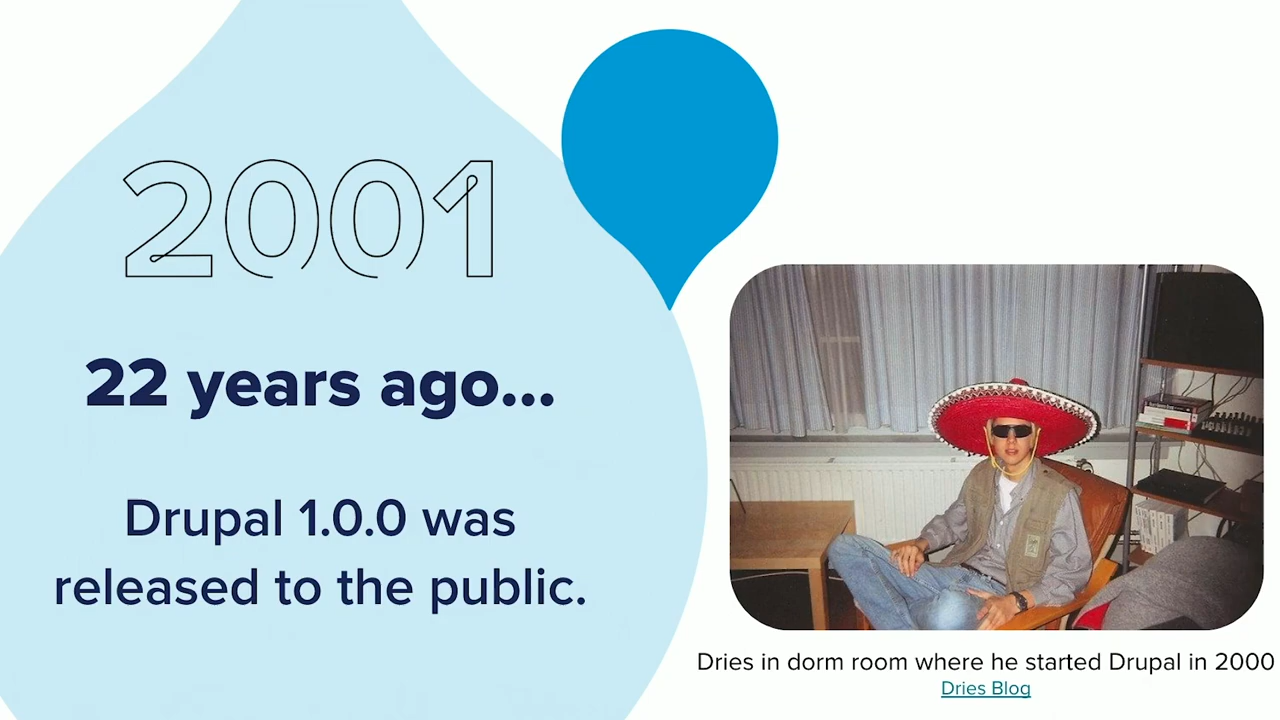 2001
22 years ago...
Drupal 1.0.0 was
released to the public.
Dries in dorm room where he started Drupal in 2000
Dries Blog